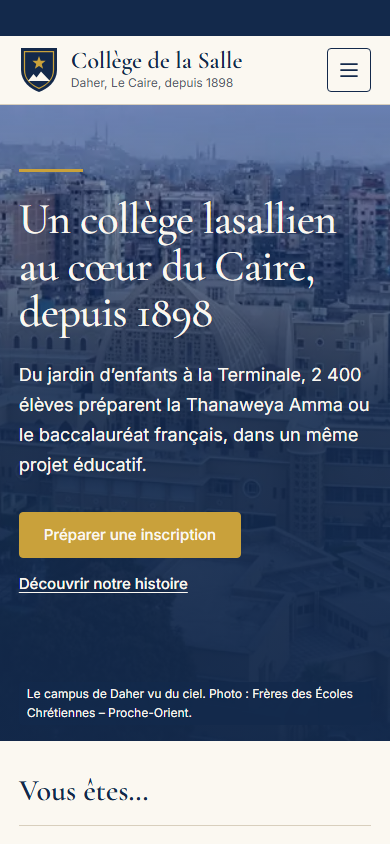 Collège de la Salle
Daher, Le Caire, depuis 1898
Un collège lasallien
au cœur du Caire,
depuis 1898
Du jardin d’enfants à la Terminale, 2 400
élèves préparent la Thanaweya Amma ou
le baccalauréat français, dans un même
projet éducatif.
Préparer une inscription
Découvrir notre histoire
Le campus de Daher vu du ciel. Photo : Frères des Écoles
Chrétiennes – Proche-Orient.
Vous êtes…